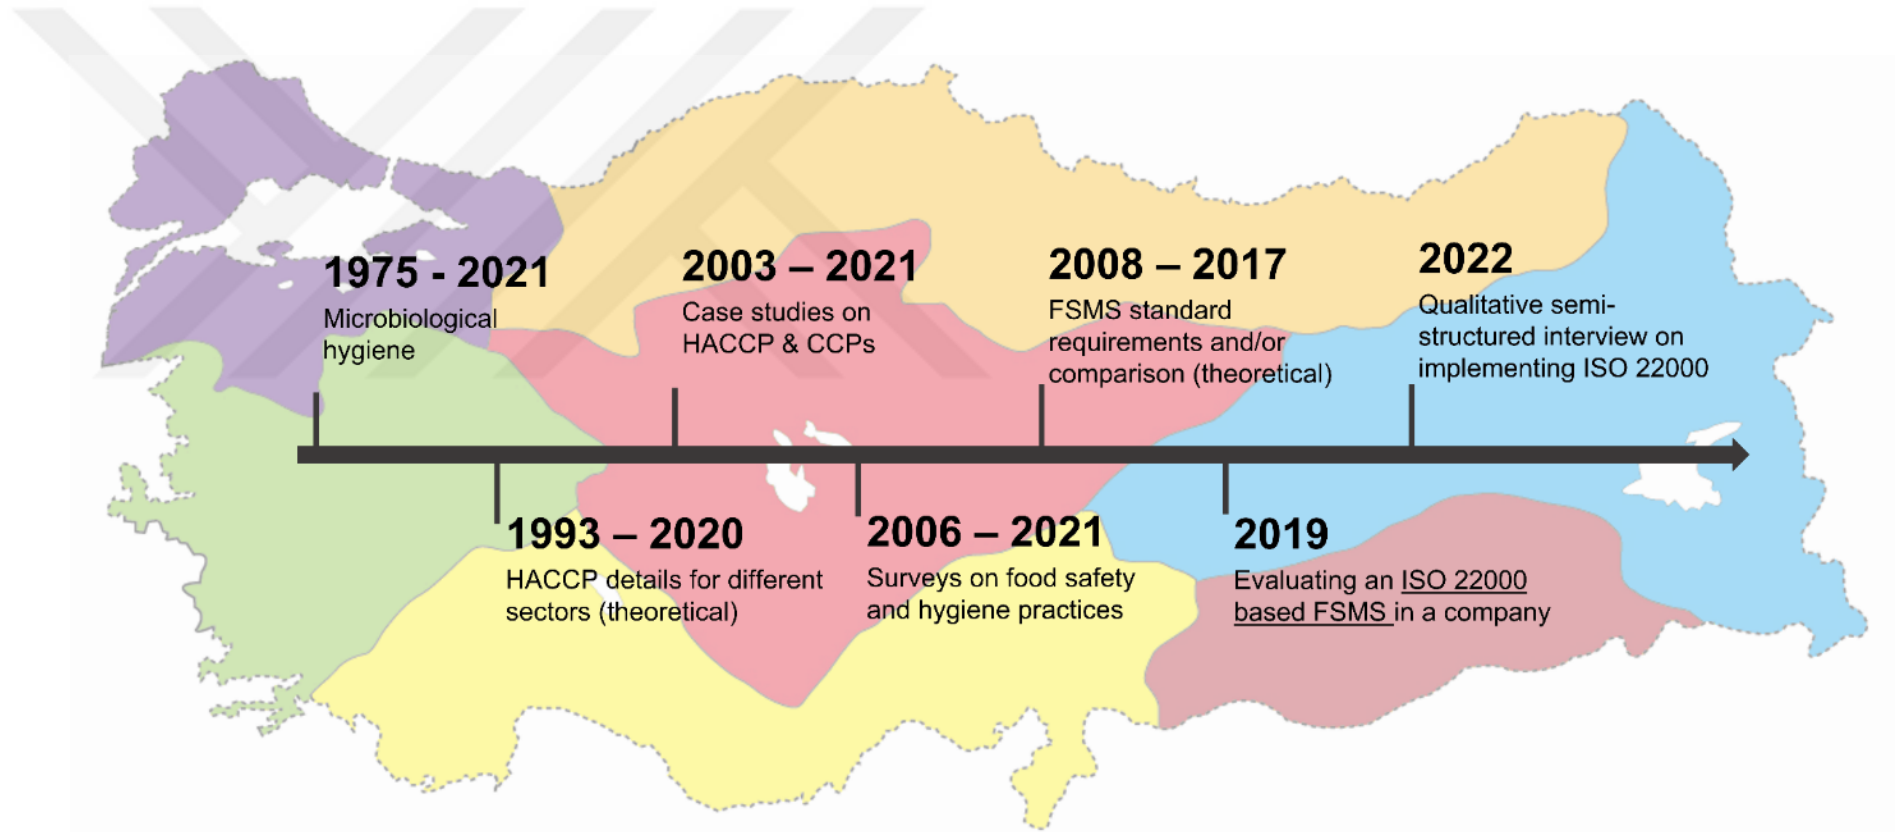 1975 - 2021
Microbiological
hygiene
2003 – 2021
Case studies on
HACCP & CCPs
2008 – 2017
FSMS standard
requirements and/or
comparison (theoretical)
2022
Qualitative semi-
structured interview on
implementing ISO 22000
1993 – 2020
HACCP details for different
sectors (theoretical)
2006 – 2021
Surveys on food safety
and hygiene practices
2019
Evaluating an ISO 22000
based FSMS in a company